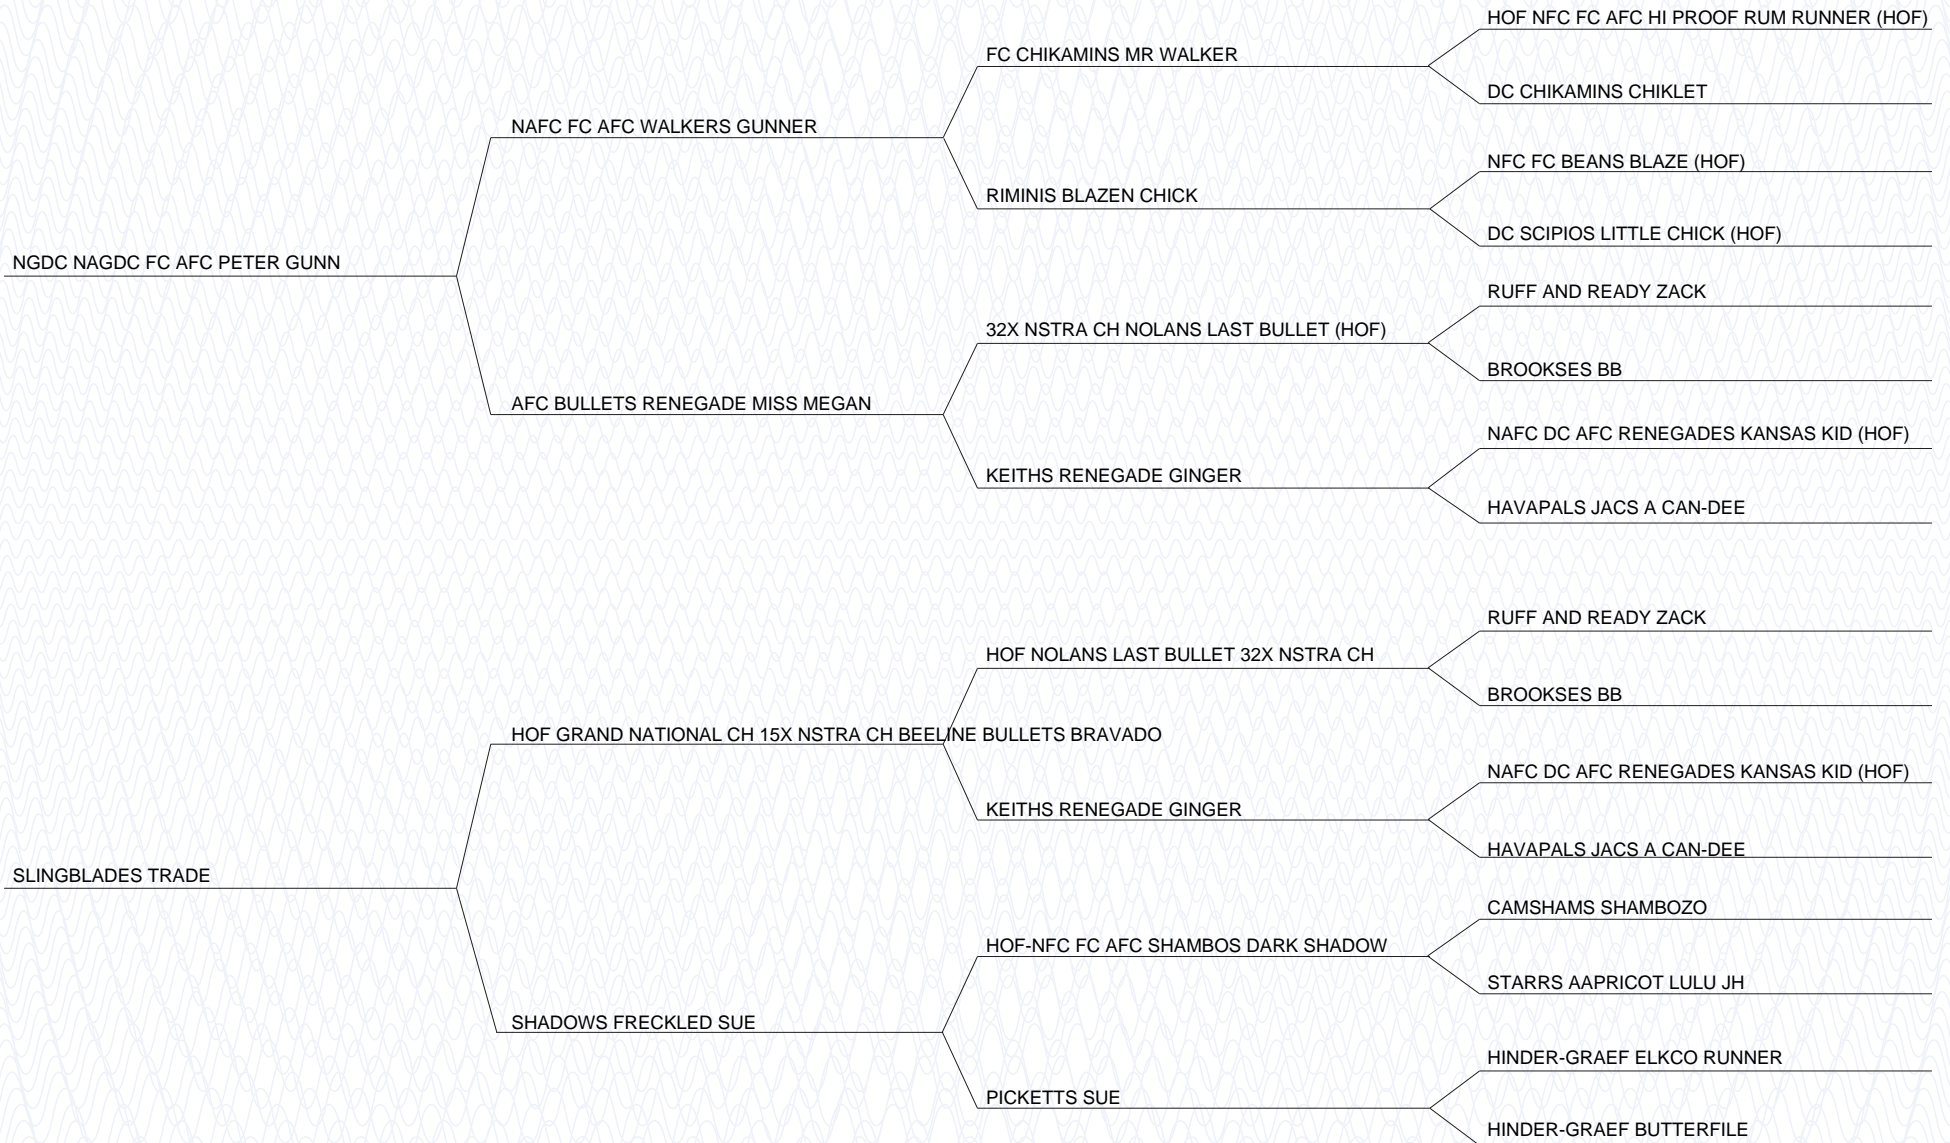 HOF NFC FC AFC HI PROOF RUM RUNNER (HOF)
FC CHIKAMINS MR WALKER
DC CHIKAMINS CHIKLET
NAFC FC AFC WALKERS GUNNER
NFC FC BEANS BLAZE (HOF)
RIMINIS BLAZEN CHICK
DC SCIPIOS LITTLE CHICK (HOF)
NGDC NAGDC FC AFC PETER GUNN
RUFF AND READY ZACK
32X NSTRA CH NOLANS LAST BULLET (HOF)
BROOKSES BB
AFC BULLETS RENEGADE MISS MEGAN
NAFC DC AFC RENEGADES KANSAS KID (HOF)
KEITHS RENEGADE GINGER
HAVAPALS JACS A CAN-DEE
RUFF AND READY ZACK
HOF NOLANS LAST BULLET 32X NSTRA CH
BROOKSES BB
HOF GRAND NATIONAL CH 15X NSTRA CH BEELINE BULLETS BRAVADO
NAFC DC AFC RENEGADES KANSAS KID (HOF)
KEITHS RENEGADE GINGER
HAVAPALS JACS A CAN-DEE
SLINGBLADES TRADE
CAMSHAMS SHAMBOZO
HOF-NFC FC AFC SHAMBOS DARK SHADOW
STARRS AAPRICOT LULU JH
SHADOWS FRECKLED SUE
HINDER-GRAEF ELKCO RUNNER
PICKETTS SUE
HINDER-GRAEF BUTTERFILE